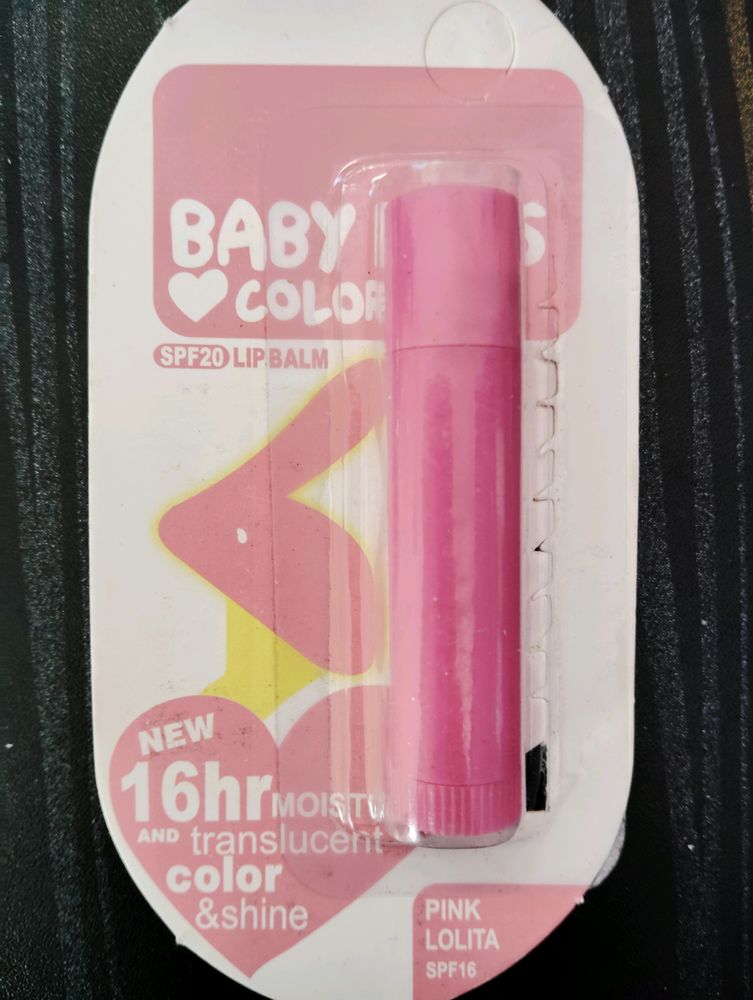 BABY
COLOR
SPF20 LIP BALM
NEW
16hr
AND translucent
color
&shine
PINK
LOLITA
SPF16